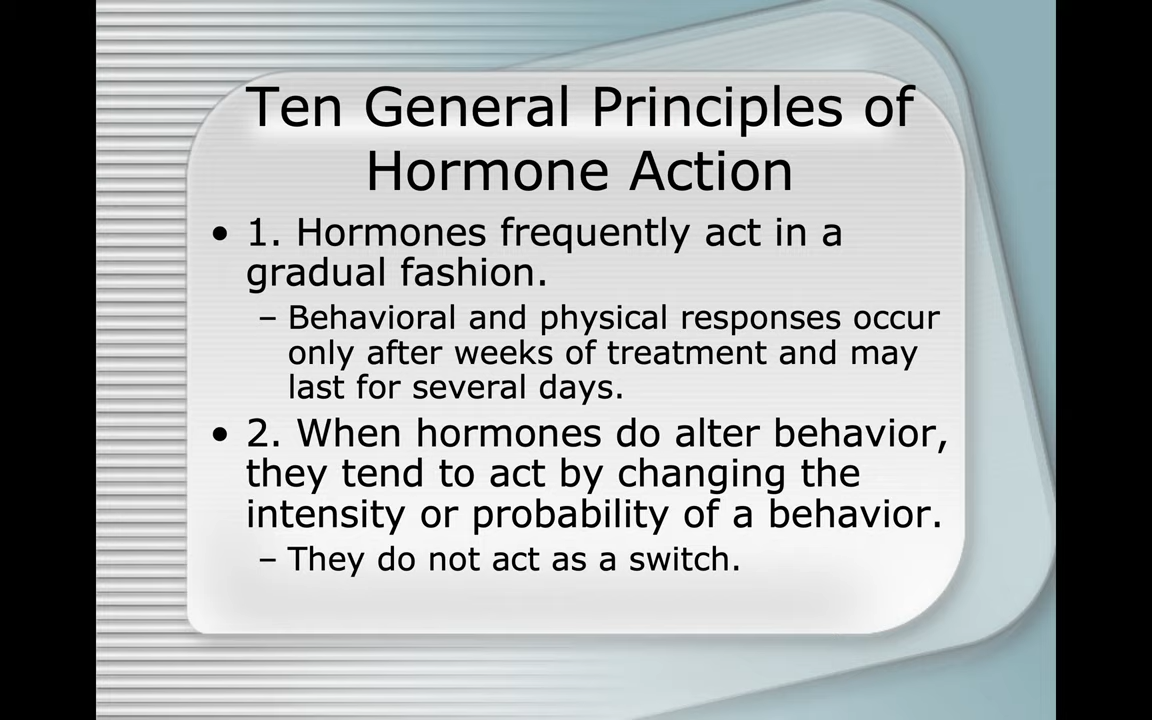 Ten General Principles of
Hormone Action
• 1. Hormones frequently act in a
gradual fashion.
– Behavioral and physical responses occur
only after weeks of treatment and may
last for several days.
• 2. When hormones do alter behavior,
they tend to act by changing the
intensity or probability of a behavior.
– They do not act as a switch.